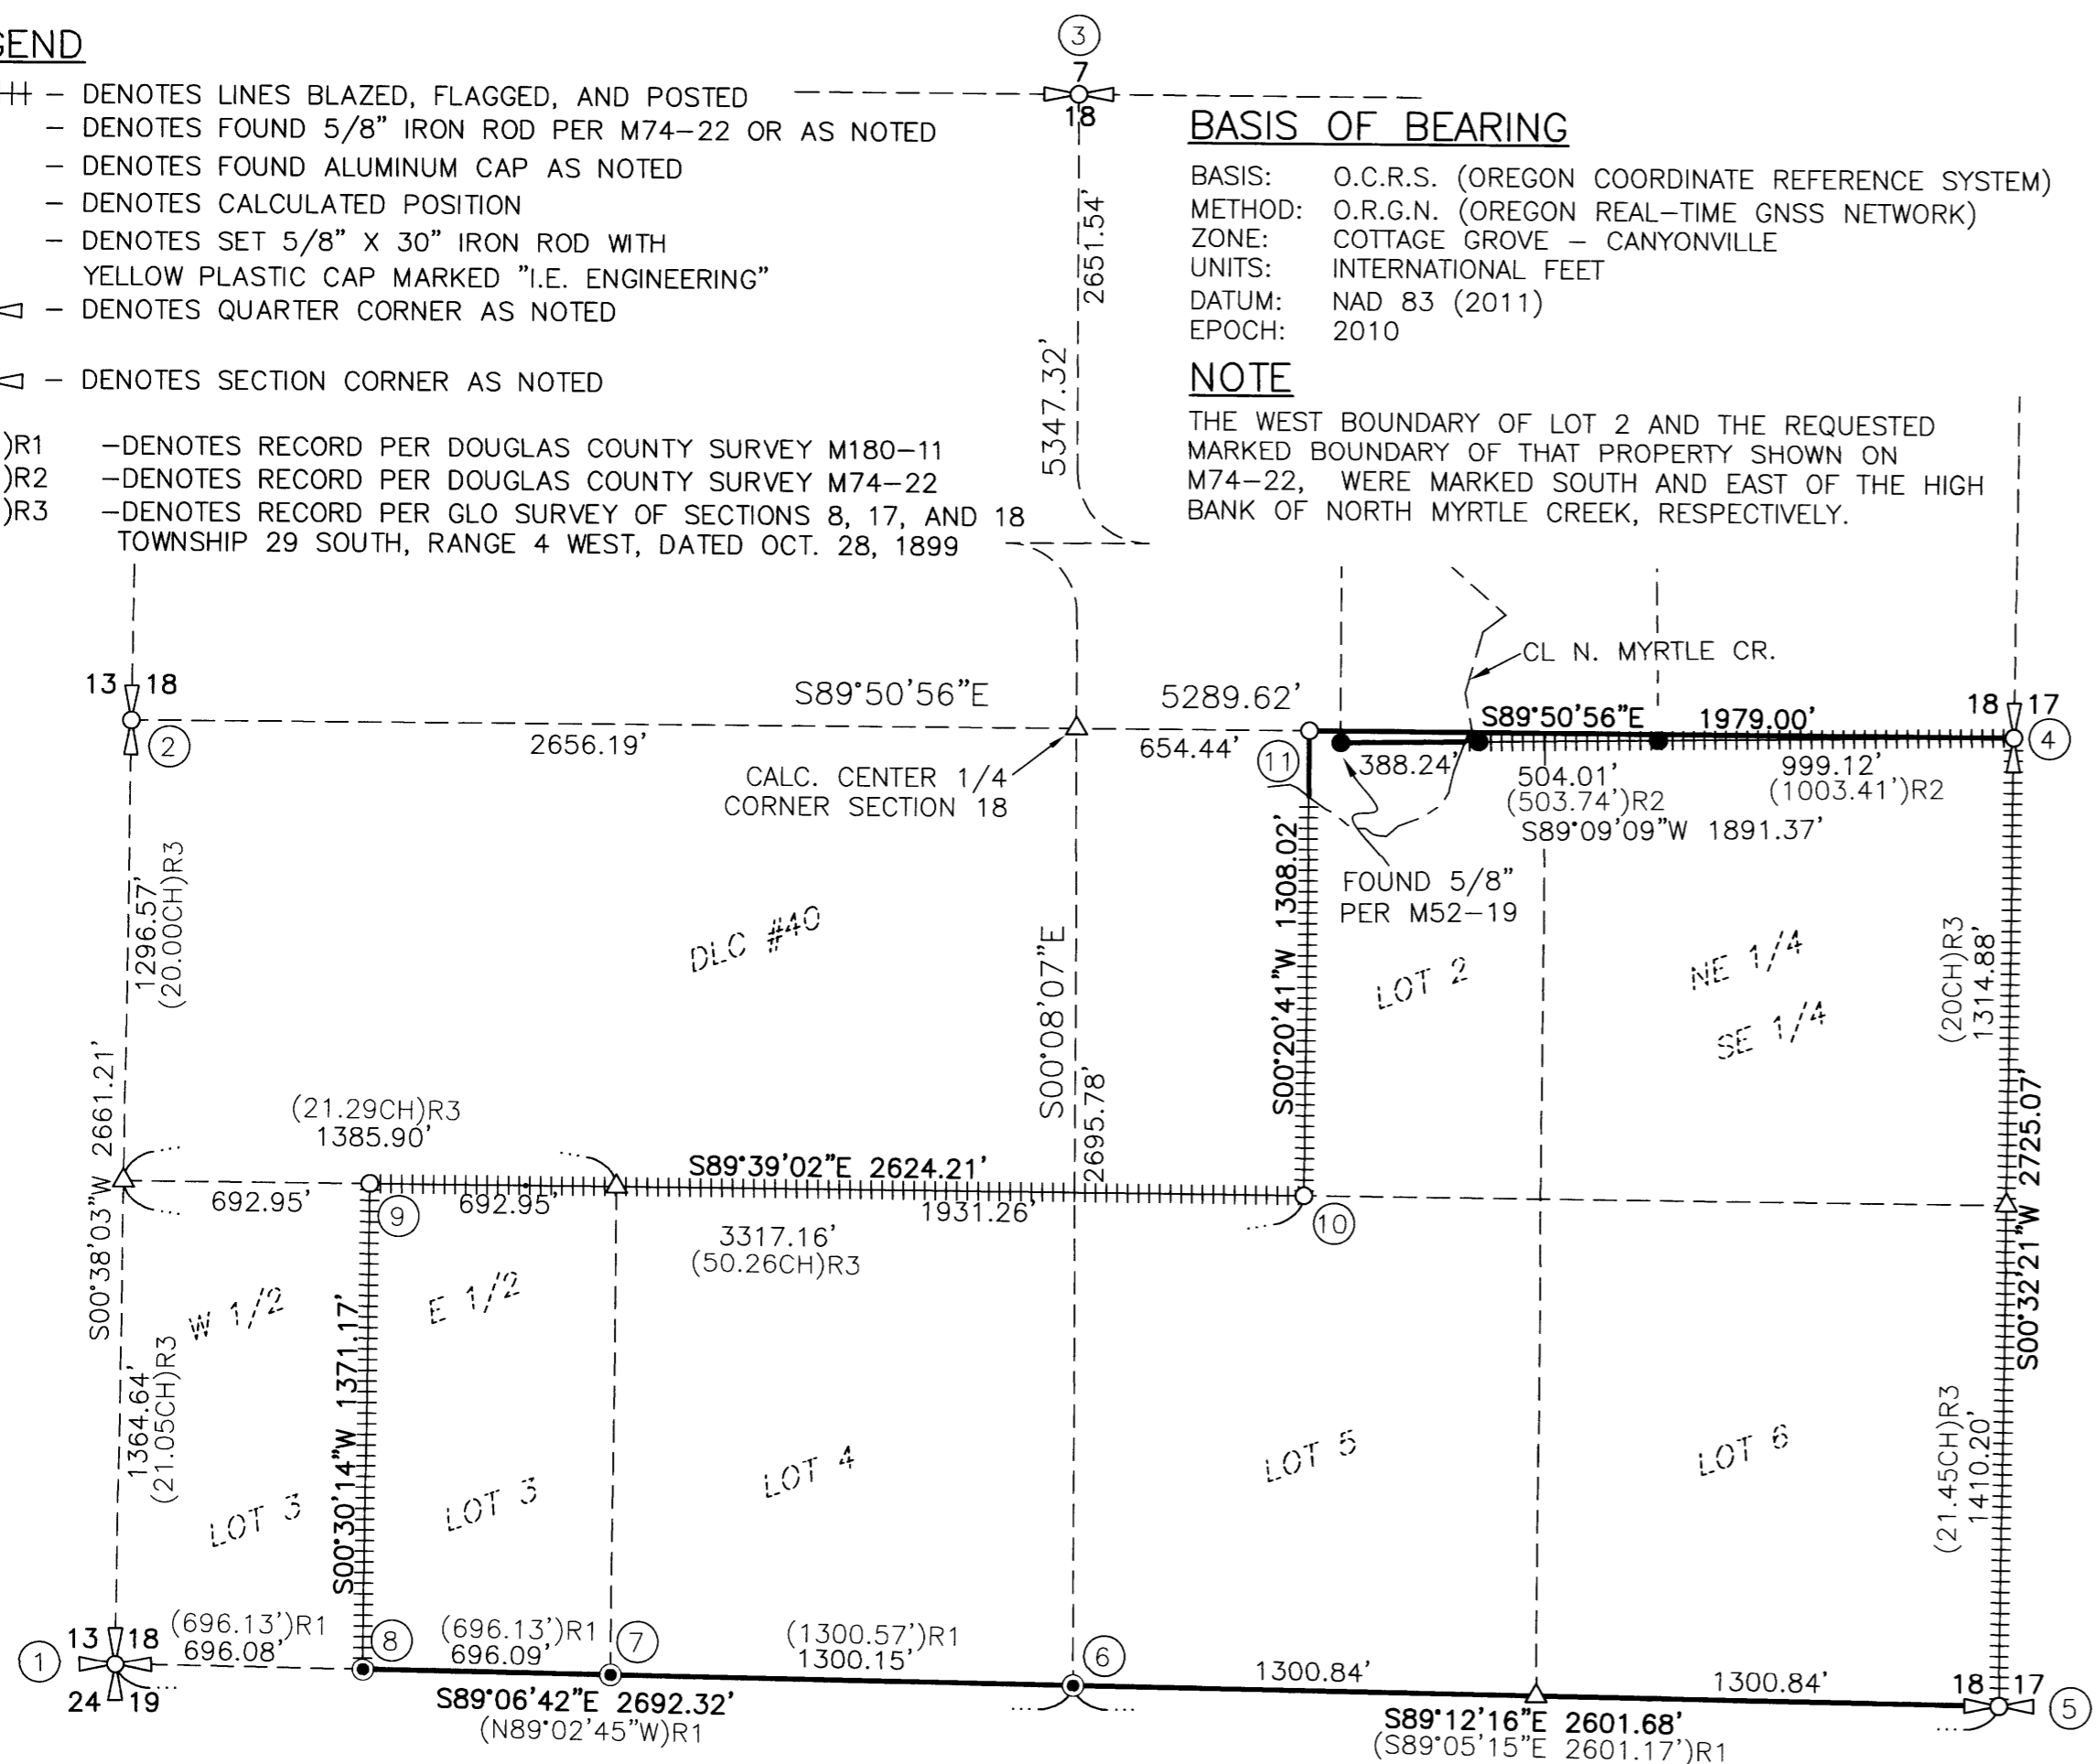 GEND
– DENOTES LINES BLAZED, FLAGGED, AND POSTED
– DENOTES FOUND 5/8" IRON ROD PER M74–22 OR AS NOTED
– DENOTES FOUND ALUMINUM CAP AS NOTED
– DENOTES CALCULATED POSITION
– DENOTES SET 5/8" X 30" IRON ROD WITH
YELLOW PLASTIC CAP MARKED "I.E. ENGINEERING"
– DENOTES QUARTER CORNER AS NOTED
– DENOTES SECTION CORNER AS NOTED
)R1 –DENOTES RECORD PER DOUGLAS COUNTY SURVEY M180–11
)R2 –DENOTES RECORD PER DOUGLAS COUNTY SURVEY M74–22
)R3 –DENOTES RECORD PER GLO SURVEY OF SECTIONS 8, 17, AND 18
TOWNSHIP 29 SOUTH, RANGE 4 WEST, DATED OCT. 28, 1899
3
7
18
2651.54'
5347.32'
BASIS OF BEARING
BASIS: O.C.R.S. (OREGON COORDINATE REFERENCE SYSTEM)
METHOD: O.R.G.N. (OREGON REAL–TIME GNSS NETWORK)
ZONE: COTTAGE GROVE – CANYONVILLE
UNITS: INTERNATIONAL FEET
DATUM: NAD 83 (2011)
EPOCH: 2010
NOTE
THE WEST BOUNDARY OF LOT 2 AND THE REQUESTED
MARKED BOUNDARY OF THAT PROPERTY SHOWN ON
M74–22, WERE MARKED SOUTH AND EAST OF THE HIGH
BANK OF NORTH MYRTLE CREEK, RESPECTIVELY.
CL N. MYRTLE CR.
13 18
2
S89°50'56"E 5289.62'
2656.19'
654.44'
CALC. CENTER 1/4
CORNER SECTION 18
11
S89°50'56"E 1979.00'
18 17
4
388.24'
504.01'
(503.74')R2
999.12'
(1003.41')R2
S89°09'09"W 1891.37'
FOUND 5/8"
PER M52–19
1296.57'
(20.00CH)R3
DLC #40
S00°08'07"E
2695.78'
S00°20'41"W 1308.02'
LOT 2
NE 1/4
SE 1/4
(20CH)R3
1314.88'
S00°38'03"W 2661.21'
(21.29CH)R3
1385.90'
692.95'
9
692.95'
S89°39'02"E 2624.21'
1931.26'
3317.16'
(50.26CH)R3
10
S00°32'21"W 2725.07'
W 1/2
E 1/2
1364.64'
(21.05CH)R3
S00°30'14"W 1371.17'
LOT 3
LOT 3
LOT 4
LOT 5
LOT 6
(21.45CH)R3
1410.20'
1
13 18
24 19
(696.13')R1
696.08'
8
(696.13')R1
696.09'
7
(1300.57')R1
1300.15'
6
1300.84'
1300.84'
18 17
5
S89°06'42"E 2692.32'
(N89°02'45"W)R1
S89°12'16"E 2601.68'
(S89°05'15"E 2601.17')R1